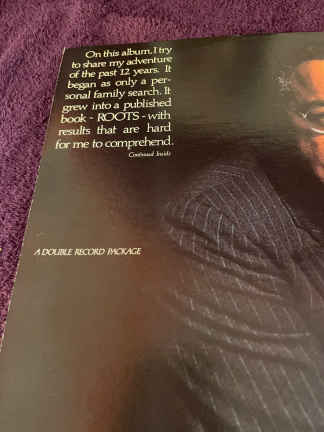 On this album, I try
to share my adventure
of the past 12 years. It
began as only a per-
sonal family search. It
grew into a published
book - ROOTS - with
results that are hard
for me to comprehend.
Continued Inside
A DOUBLE RECORD PACKAGE